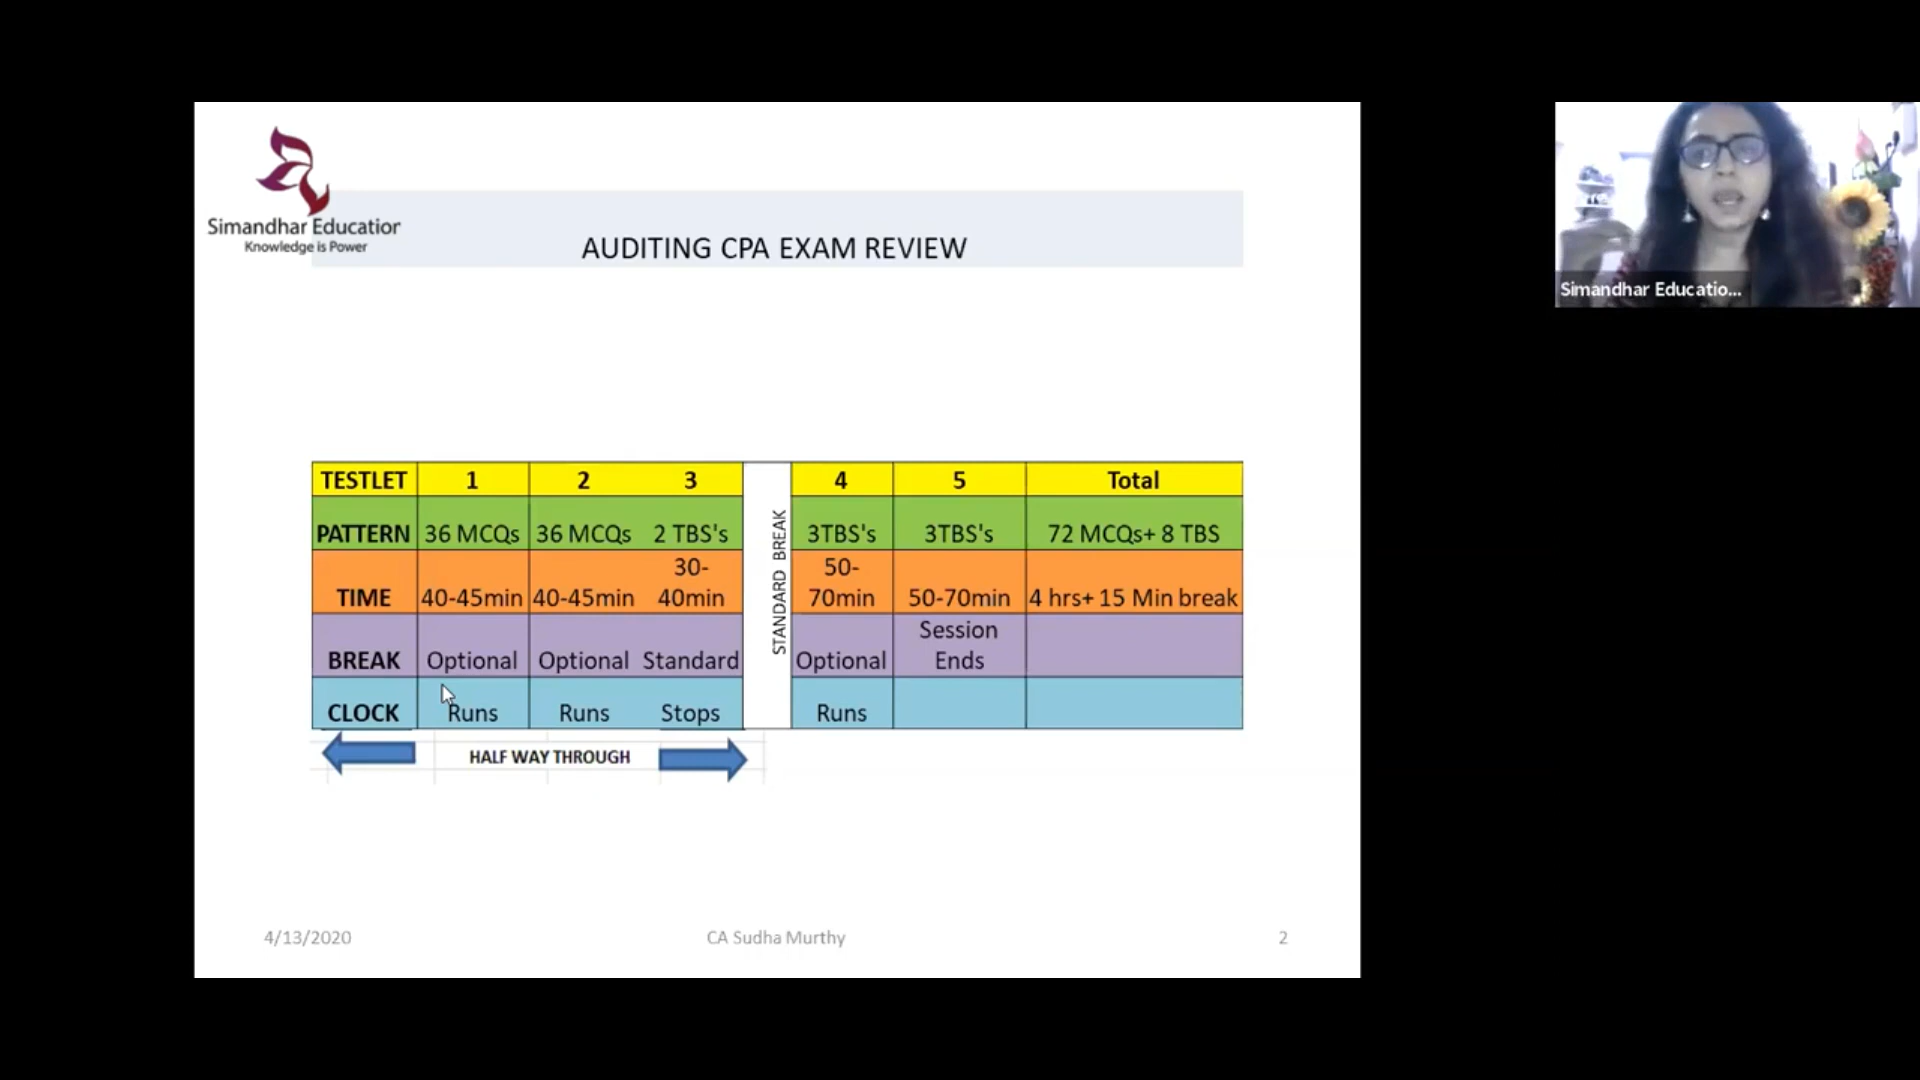 Simandhar Education
Knowledge is Power
AUDITING CPA EXAM REVIEW
Simandhar Educatio...
TESTLET 1 2 3 4 5 Total
PATTERN 36 MCQs 36 MCQs 2 TBS's 3TBS's 3TBS's 72 MCQs+ 8 TBS
TIME 40-45min 40-45min 30-40min 50-70min 50-70min 4 hrs+ 15 Min break
BREAK Optional Optional Standard Optional Session Ends
CLOCK Runs Runs Stops Runs
STANDARD BREAK
HALF WAY THROUGH
4/13/2020 CA Sudha Murthy 2